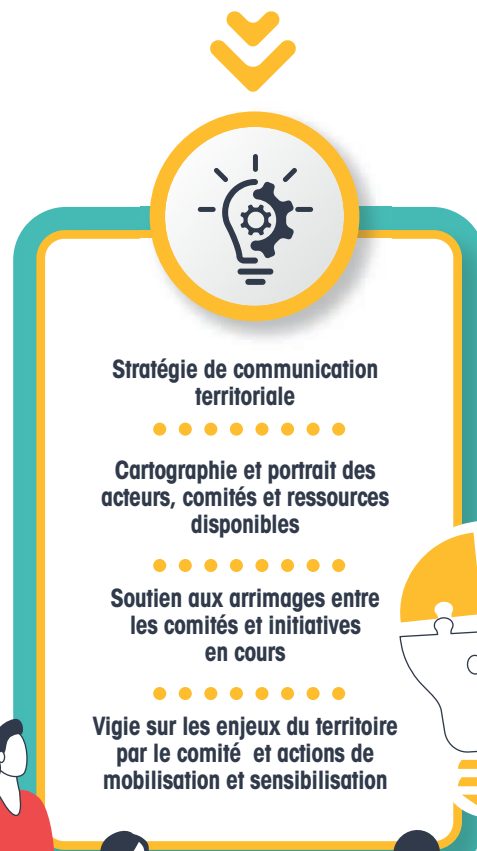 Stratégie de communication
territoriale
Cartographie et portrait des
acteurs, comités et ressources
disponibles
Soutien aux arrimages entre
les comités et initiatives
en cours
Vigie sur les enjeux du territoire
par le comité et actions de
mobilisation et sensibilisation